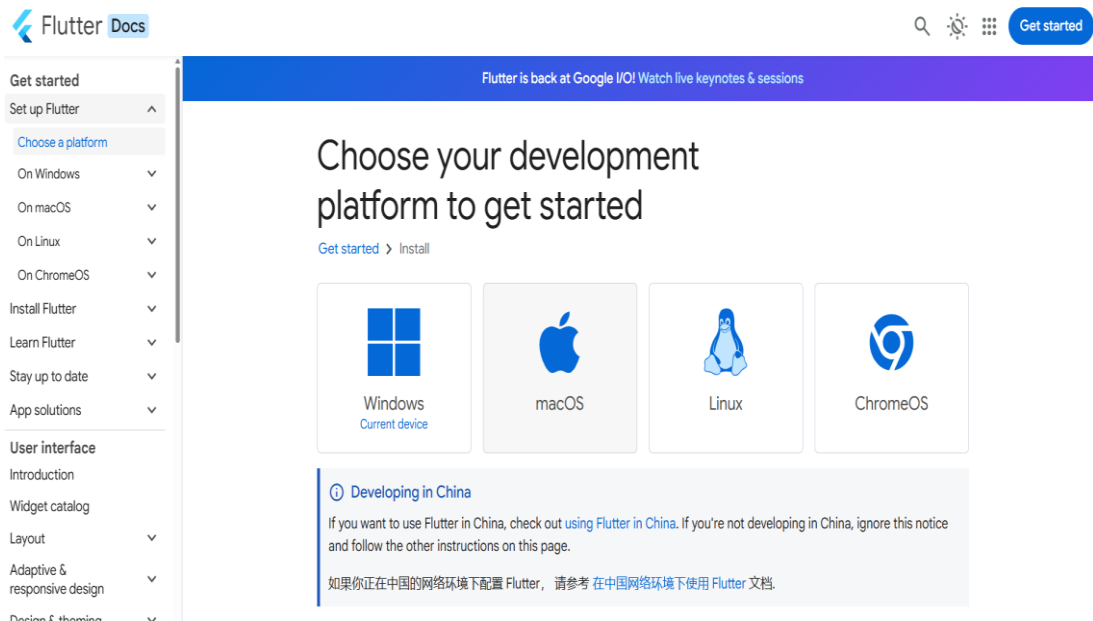 Flutter Docs
Get started
Get started
Set up Flutter
Choose a platform
On Windows
On macOS
On Linux
On ChromeOS
Install Flutter
Learn Flutter
Stay up to date
App solutions
User interface
Introduction
Widget catalog
Layout
Adaptive &
responsive design
Design & theming
Flutter is back at Google I/O! Watch live keynotes & sessions
Choose your development
platform to get started
Get started > Install
Windows
Current device
macOS
Linux
ChromeOS
Developing in China
If you want to use Flutter in China, check out using Flutter in China. If you're not developing in China, ignore this notice
and follow the other instructions on this page.
如果你正在中国的网络环境下配置 Flutter， 请参考 在中国网络环境下使用 Flutter 文档.